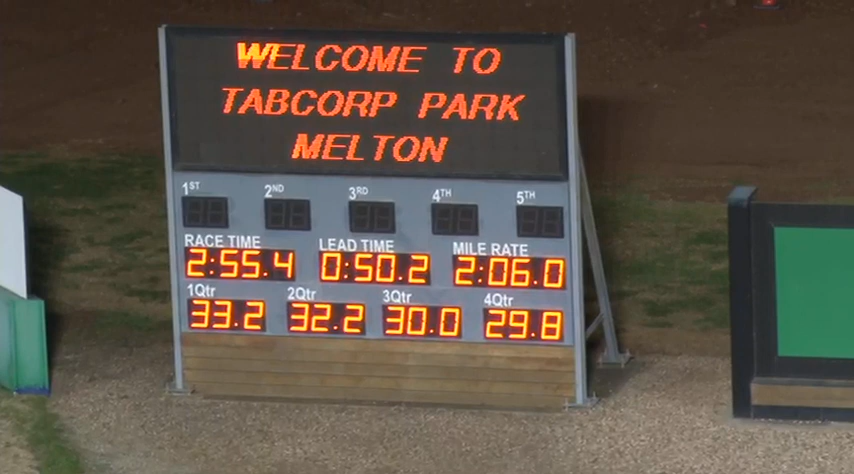 WELCOME TO
TABCORP PARK
MELTON
1ST 2ND 3RD 4TH 5TH
RACE TIME LEAD TIME MILE RATE
2:55.4 0:50.2 2:06.0
1Qtr 2Qtr 3Qtr 4Qtr
33.2 32.2 30.0 29.8